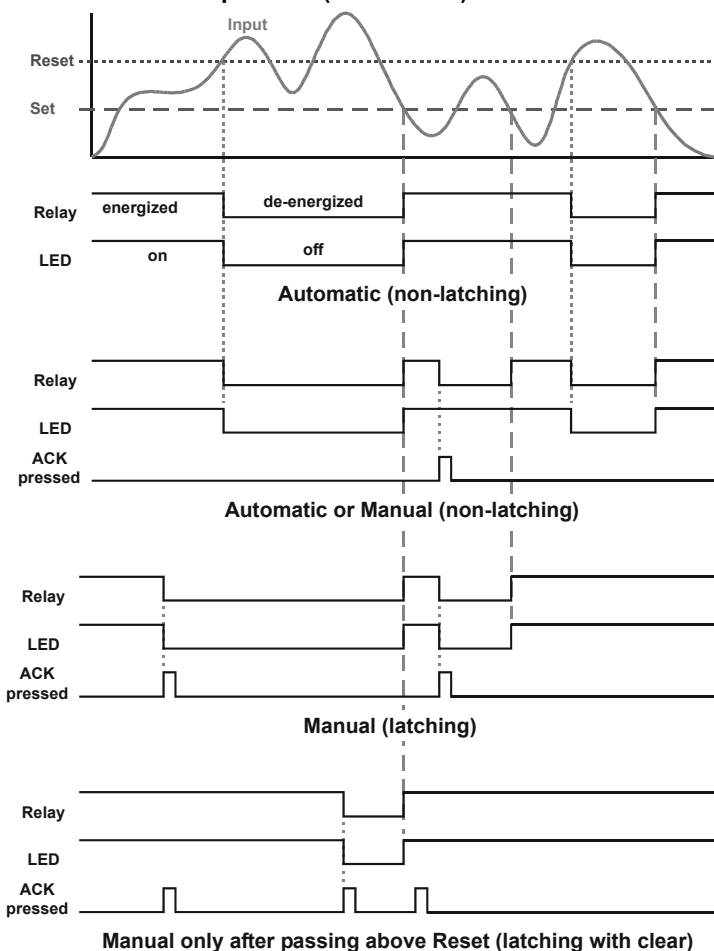 Input
Reset
Set
Relay
energized
de-energized
LED
on
off
Automatic (non-latching)
Relay
LED
ACK
pressed
Automatic or Manual (non-latching)
Relay
LED
ACK
pressed
Manual (latching)
Relay
LED
ACK
pressed
Manual only after passing above Reset (latching with clear)